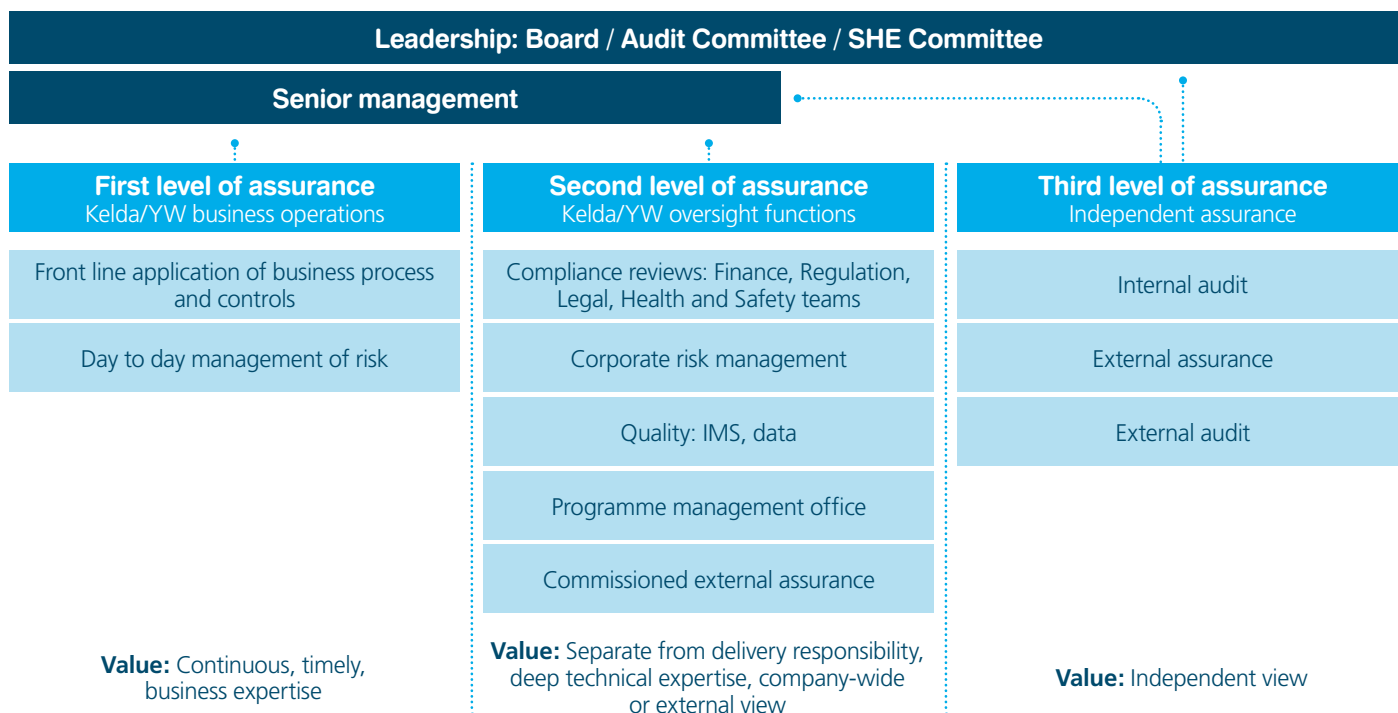 Leadership: Board / Audit Committee / SHE Committee
Senior management
First level of assurance
Kelda/YW business operations
Front line application of business process
and controls
Day to day management of risk
Value: Continuous, timely,
business expertise
Second level of assurance
Kelda/YW oversight functions
Compliance reviews: Finance, Regulation,
Legal, Health and Safety teams
Corporate risk management
Quality: IMS, data
Programme management office
Commissioned external assurance
Value: Separate from delivery responsibility,
deep technical expertise, company-wide
or external view
Third level of assurance
Independent assurance
Internal audit
External assurance
External audit
Value: Independent view